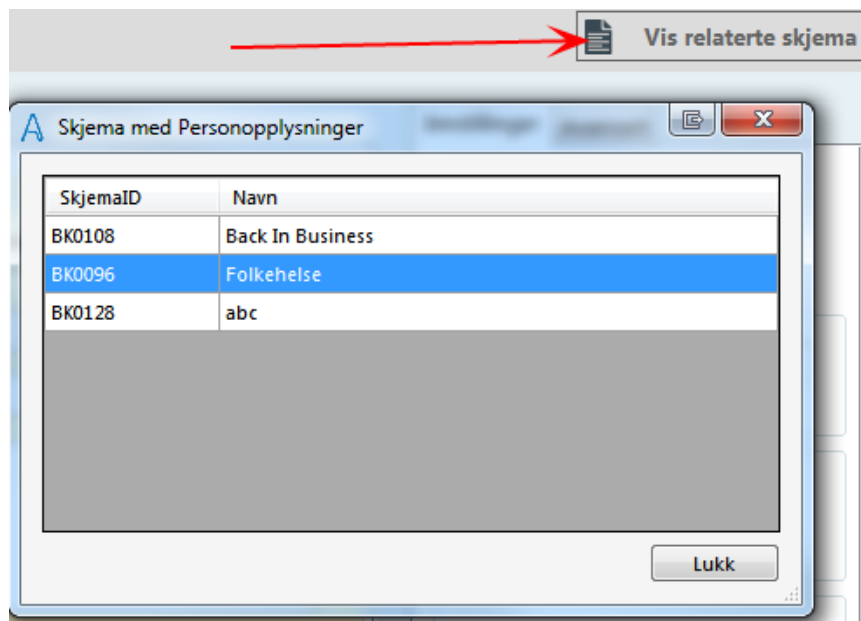 Vis relaterte skjema
Skjema med Personopplysninger
SkjemaID Navn
BK0108 Back In Business
BK0096 Folkehelse
BK0128 abc
Lukk